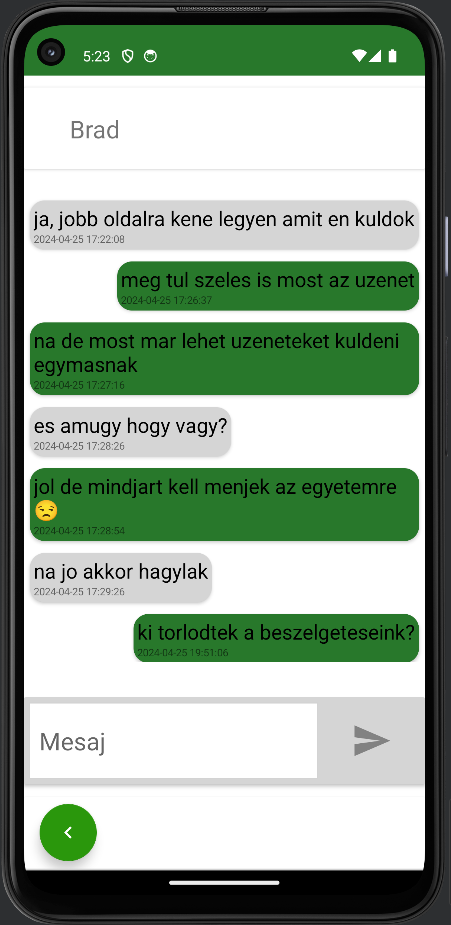 5:23
Brad
ja, jobb oldalra kene legyen amit en kuldok
2024-04-25 17:22:08
meg tul szeles is most az uzenet
2024-04-25 17:26:37
na de most mar lehet uzeneteket kuldeni
egymasnak
2024-04-25 17:27:16
es amugy hogy vagy?
2024-04-25 17:28:26
jol de mindjart kell menjek az egyetemre
😒
2024-04-25 17:28:54
na jo akkor hagylak
2024-04-25 17:29:26
ki torlodtek a beszelgeteseink?
2024-04-25 19:51:06
Mesaj